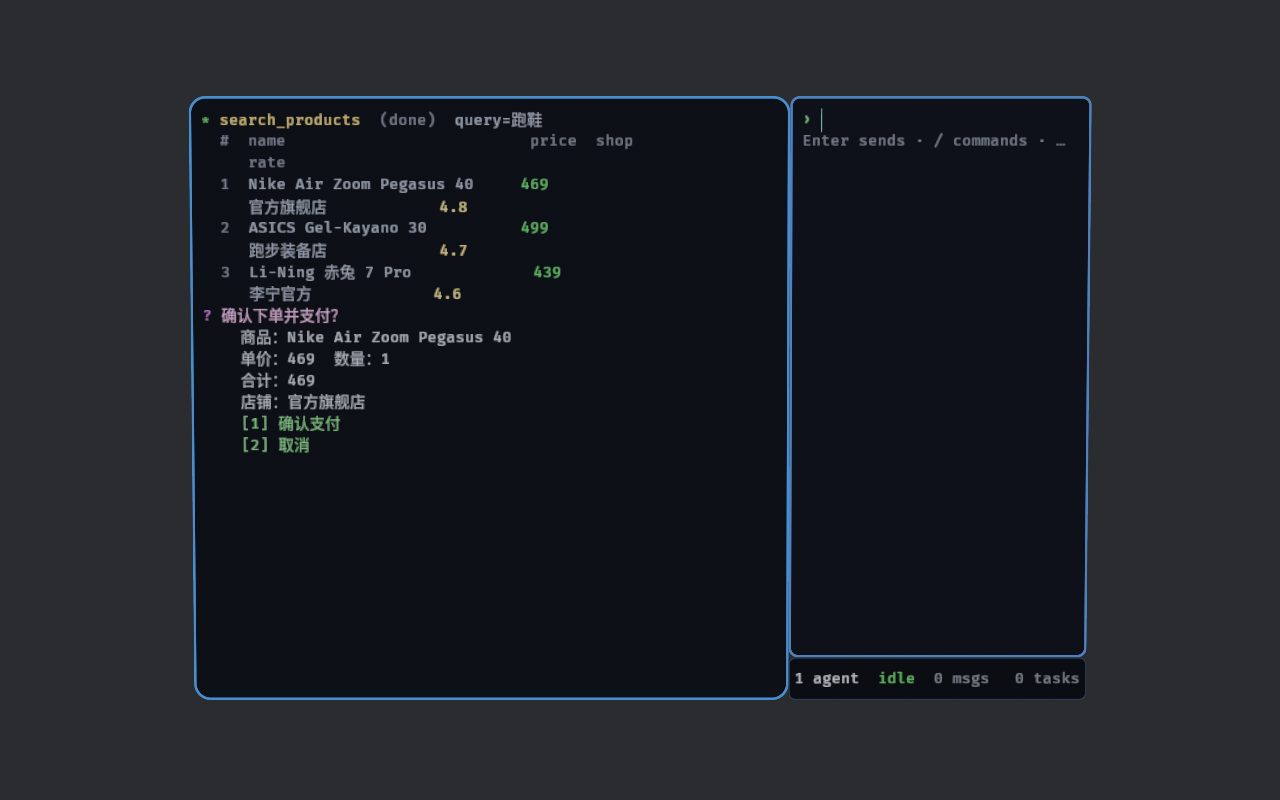 * search_products (done) query=跑鞋
# name price shop
rate
1 Nike Air Zoom Pegasus 40 469
官方旗舰店 4.8
2 ASICS Gel-Kayano 30 499
跑步装备店 4.7
3 Li-Ning 赤兔 7 Pro 439
李宁官方 4.6
? 确认下单并支付?
商品: Nike Air Zoom Pegasus 40
单价: 469 数量: 1
合计: 469
店铺: 官方旗舰店
[1] 确认支付
[2] 取消
›
Enter sends · / commands · …
1 agent idle 0 msgs 0 tasks